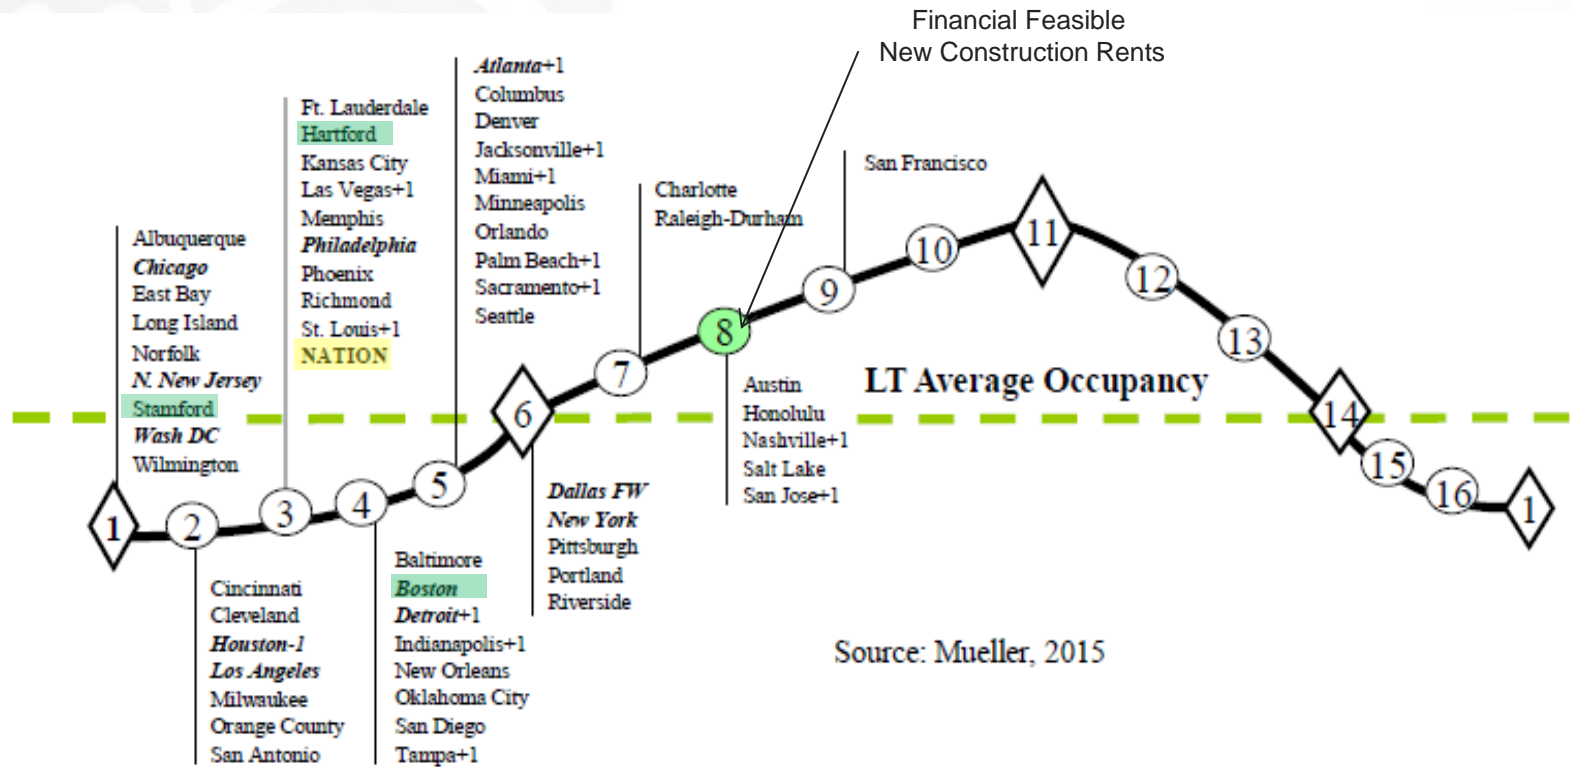 Financial Feasible
New Construction Rents
Albuquerque
Chicago
East Bay
Long Island
Norfolk
N. New Jersey
Stamford
Wash DC
Wilmington
Ft. Lauderdale
Hartford
Kansas City
Las Vegas+1
Memphis
Philadelphia
Phoenix
Richmond
St. Louis+1
NATION
Atlanta+1
Columbus
Denver
Jacksonville+1
Miami+1
Minneapolis
Orlando
Palm Beach+1
Sacramento+1
Seattle
Charlotte
Raleigh-Durham
San Francisco
1
2
3
4
5
6
7
8
9
10
11
12
13
14
15
16
1
LT Average Occupancy
Cincinnati
Cleveland
Houston-1
Los Angeles
Milwaukee
Orange County
San Antonio
Baltimore
Boston
Detroit+1
Indianapolis+1
New Orleans
Oklahoma City
San Diego
Tampa+1
Dallas FW
New York
Pittsburgh
Portland
Riverside
Austin
Honolulu
Nashville+1
Salt Lake
San Jose+1
Source: Mueller, 2015